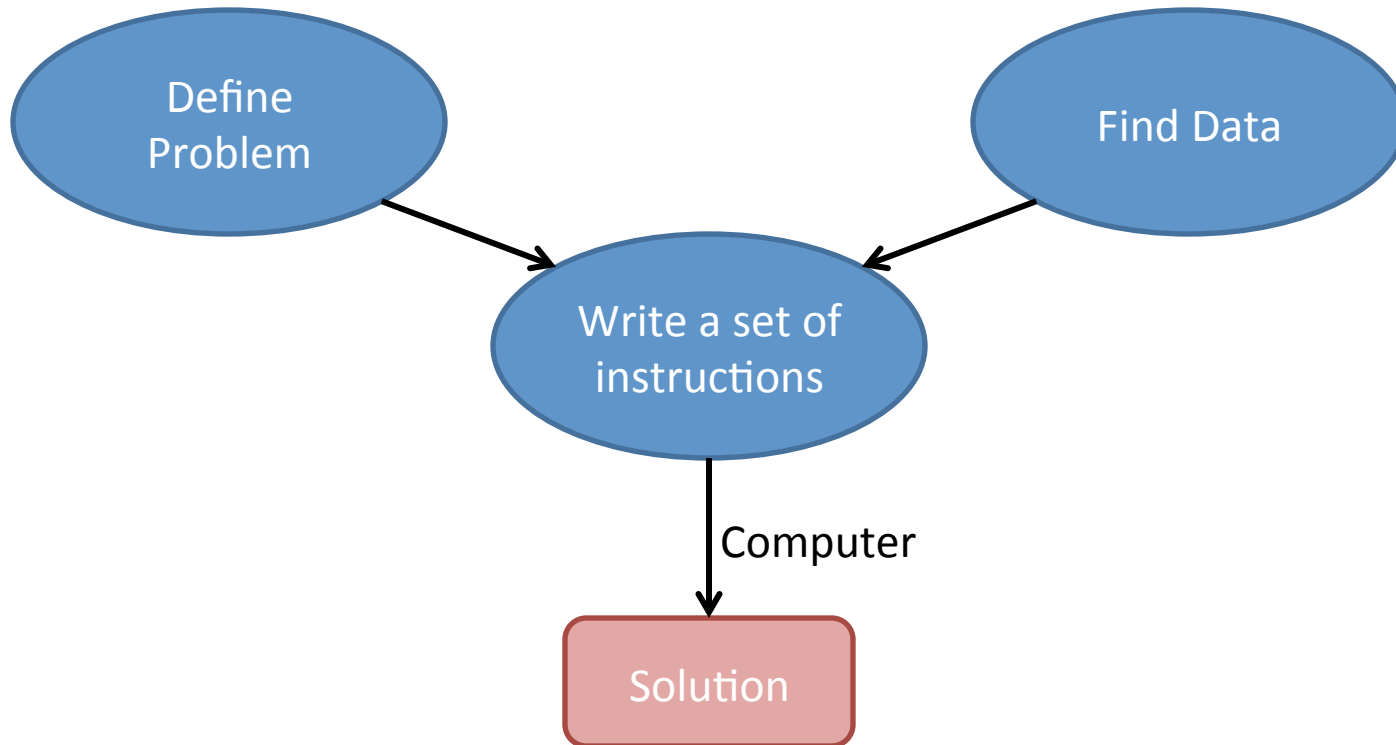 Define
Problem
Find Data
Write a set of
instructions
Computer
Solution